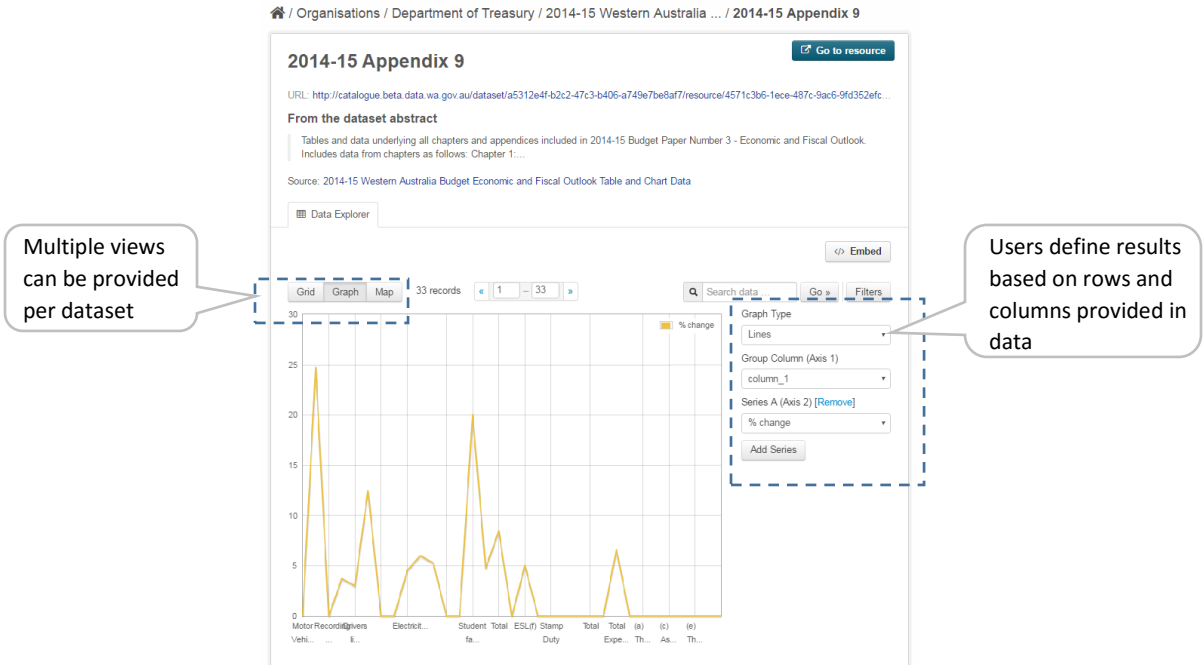 / Organisations / Department of Treasury / 2014-15 Western Australia ... / 2014-15 Appendix 9
Go to resource
2014-15 Appendix 9
URL: http://catalogue.beta.data.wa.gov.au/dataset/a5312e4f-b2c2-47c3-b406-a749e7be8af7/resource/4571c3b6-1ece-487c-9ac6-9fd352efc...
From the dataset abstract
Tables and data underlying all chapters and appendices included in 2014-15 Budget Paper Number 3 - Economic and Fiscal Outlook.
Includes data from chapters as follows: Chapter 1:...
Source: 2014-15 Western Australia Budget Economic and Fiscal Outlook Table and Chart Data
Data Explorer
</> Embed
Multiple views
can be provided
per dataset
Users define results
based on rows and
columns provided in
data
Grid Graph Map 33 records « 1 – 33 » Search data ... Go » Filters
Graph Type
Lines
Group Column (Axis 1)
column_1
Series A (Axis 2) [Remove]
% change
Add Series
% change
30
25
20
15
10
5
0
Motor Recording Drivers Electricit... Student Total ESL(f) Stamp Total Total (a) (c) (e)
Vehi... ... li... fa... Duty Expe... Th... As... Th...